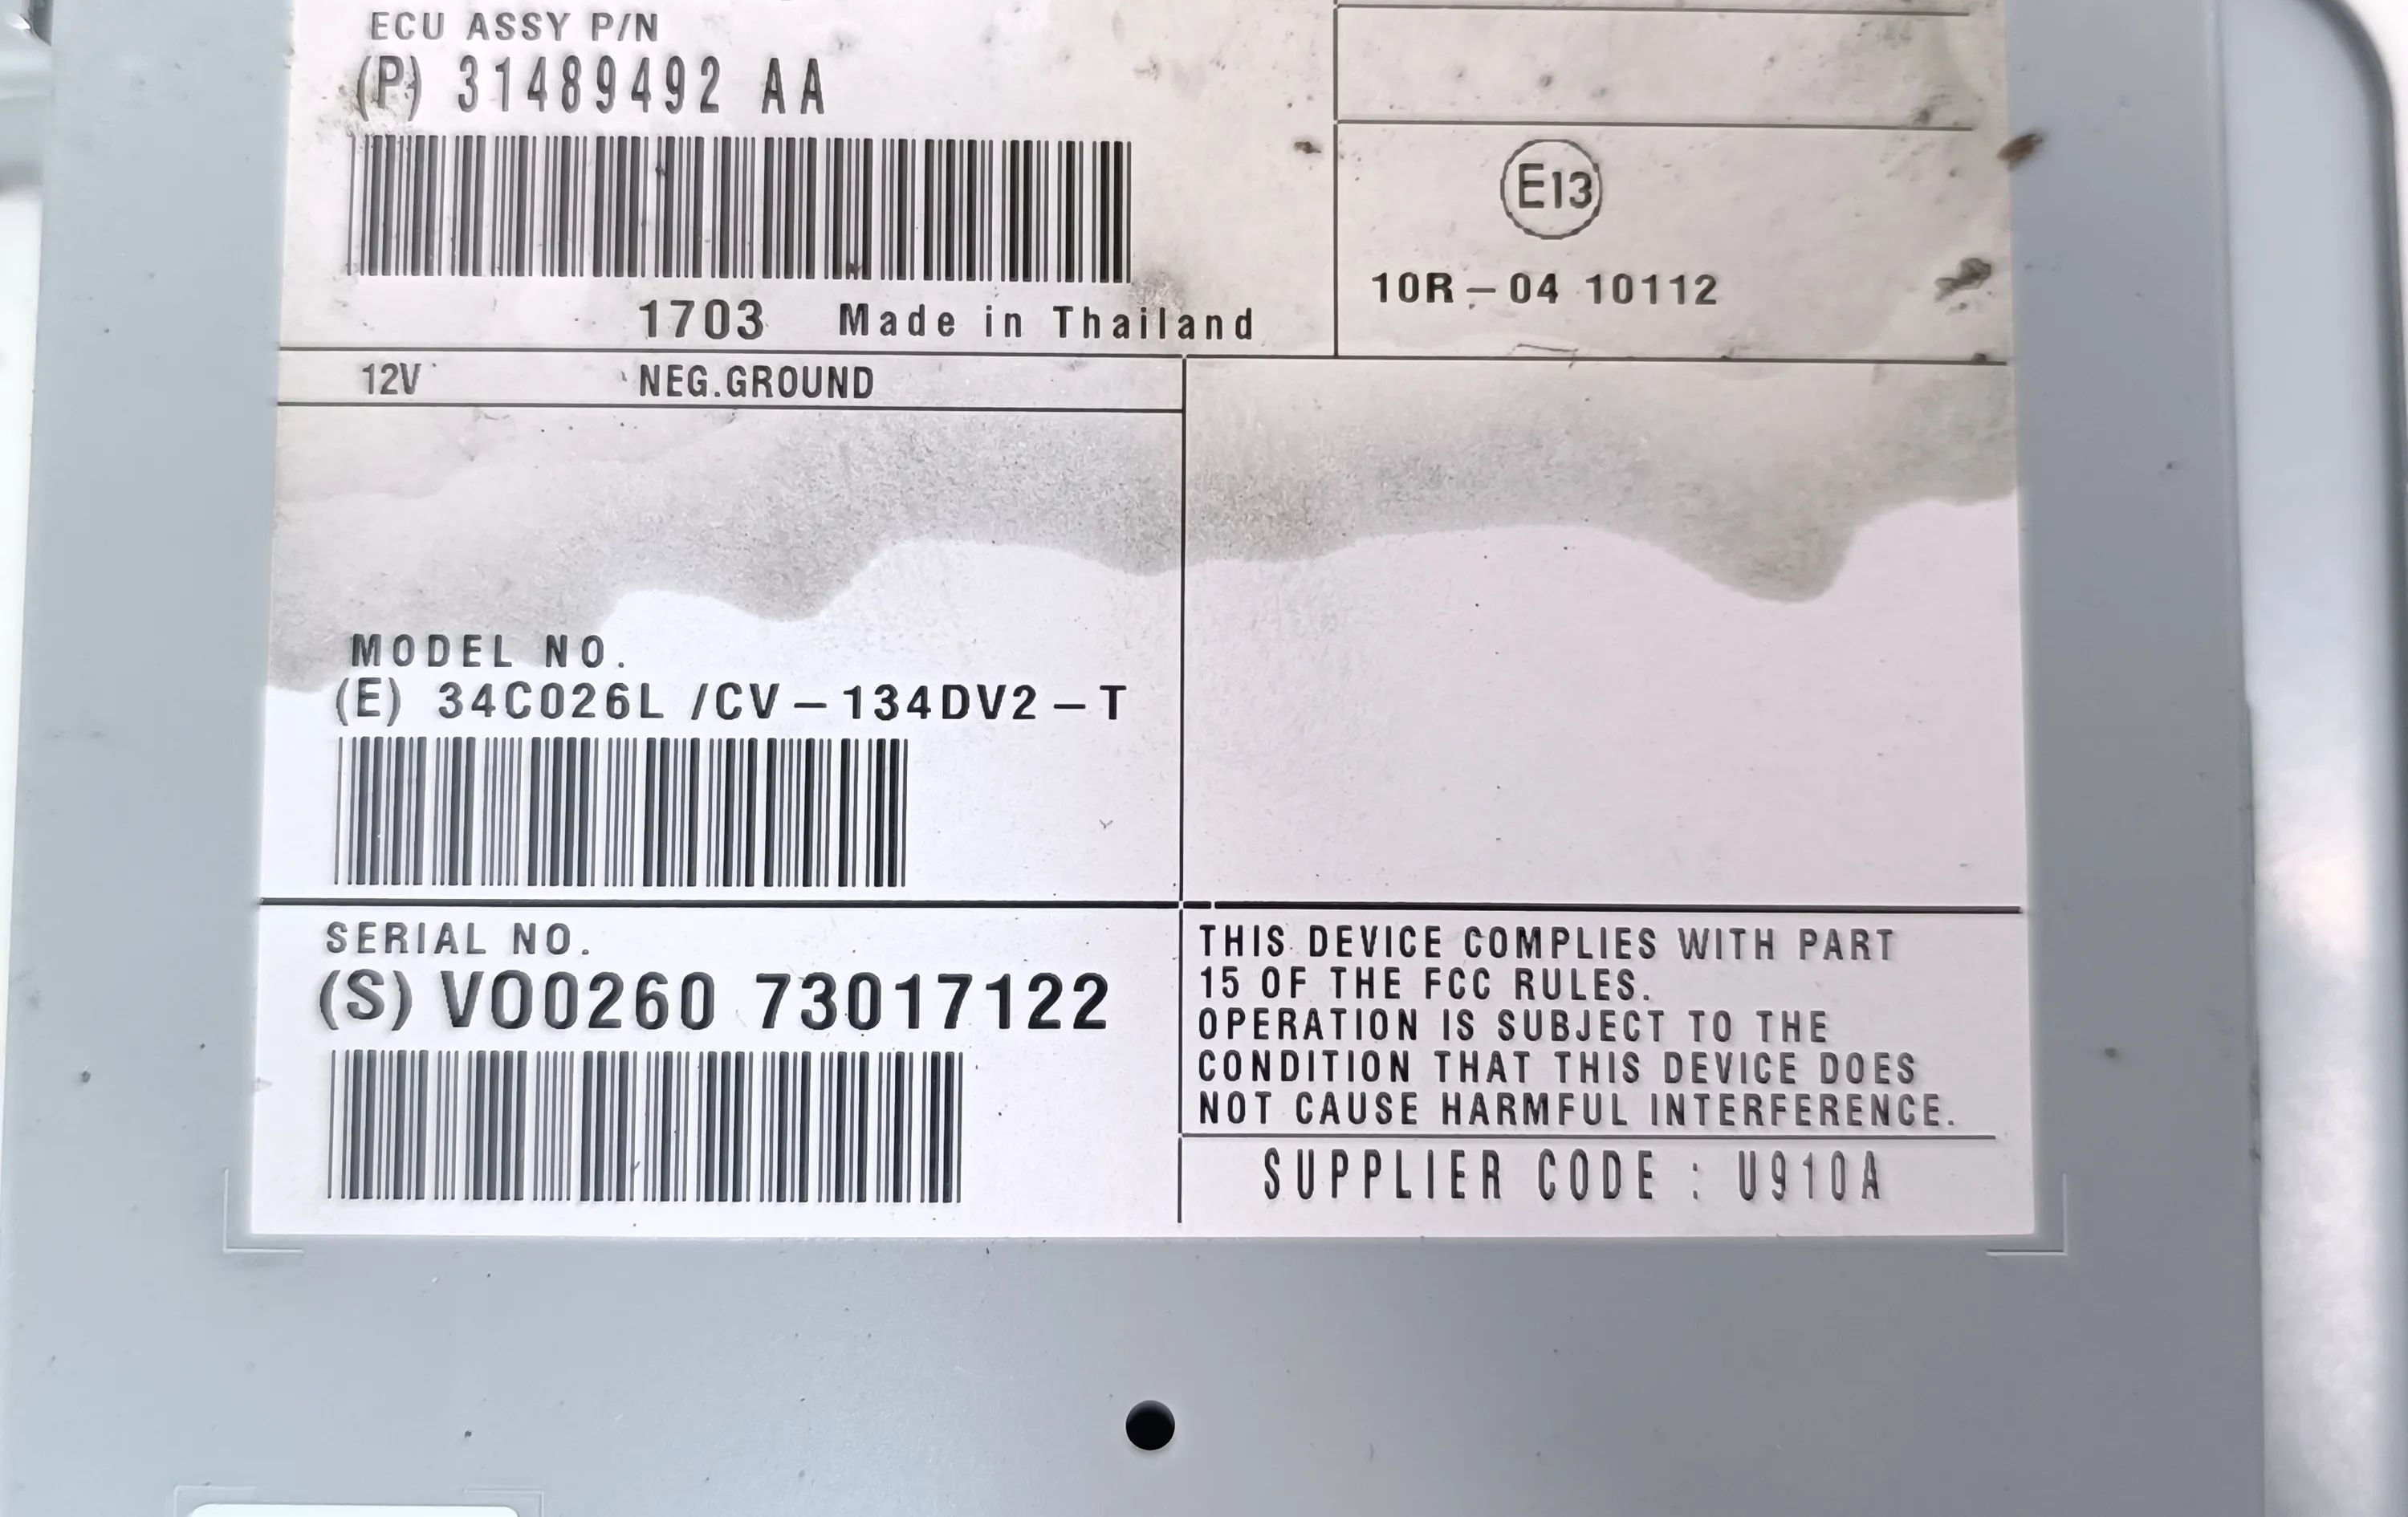 ECU ASSY P/N
(P) 31489492 AA
E13
10R-04 10112
1703 Made in Thailand
12V NEG.GROUND
MODEL NO.
(E) 34C026L /CV-134DV2-T
SERIAL NO.
(S) VO0260 73017122
THIS DEVICE COMPLIES WITH PART
15 OF THE FCC RULES.
OPERATION IS SUBJECT TO THE
CONDITION THAT THIS DEVICE DOES
NOT CAUSE HARMFUL INTERFERENCE.
SUPPLIER CODE : U910A